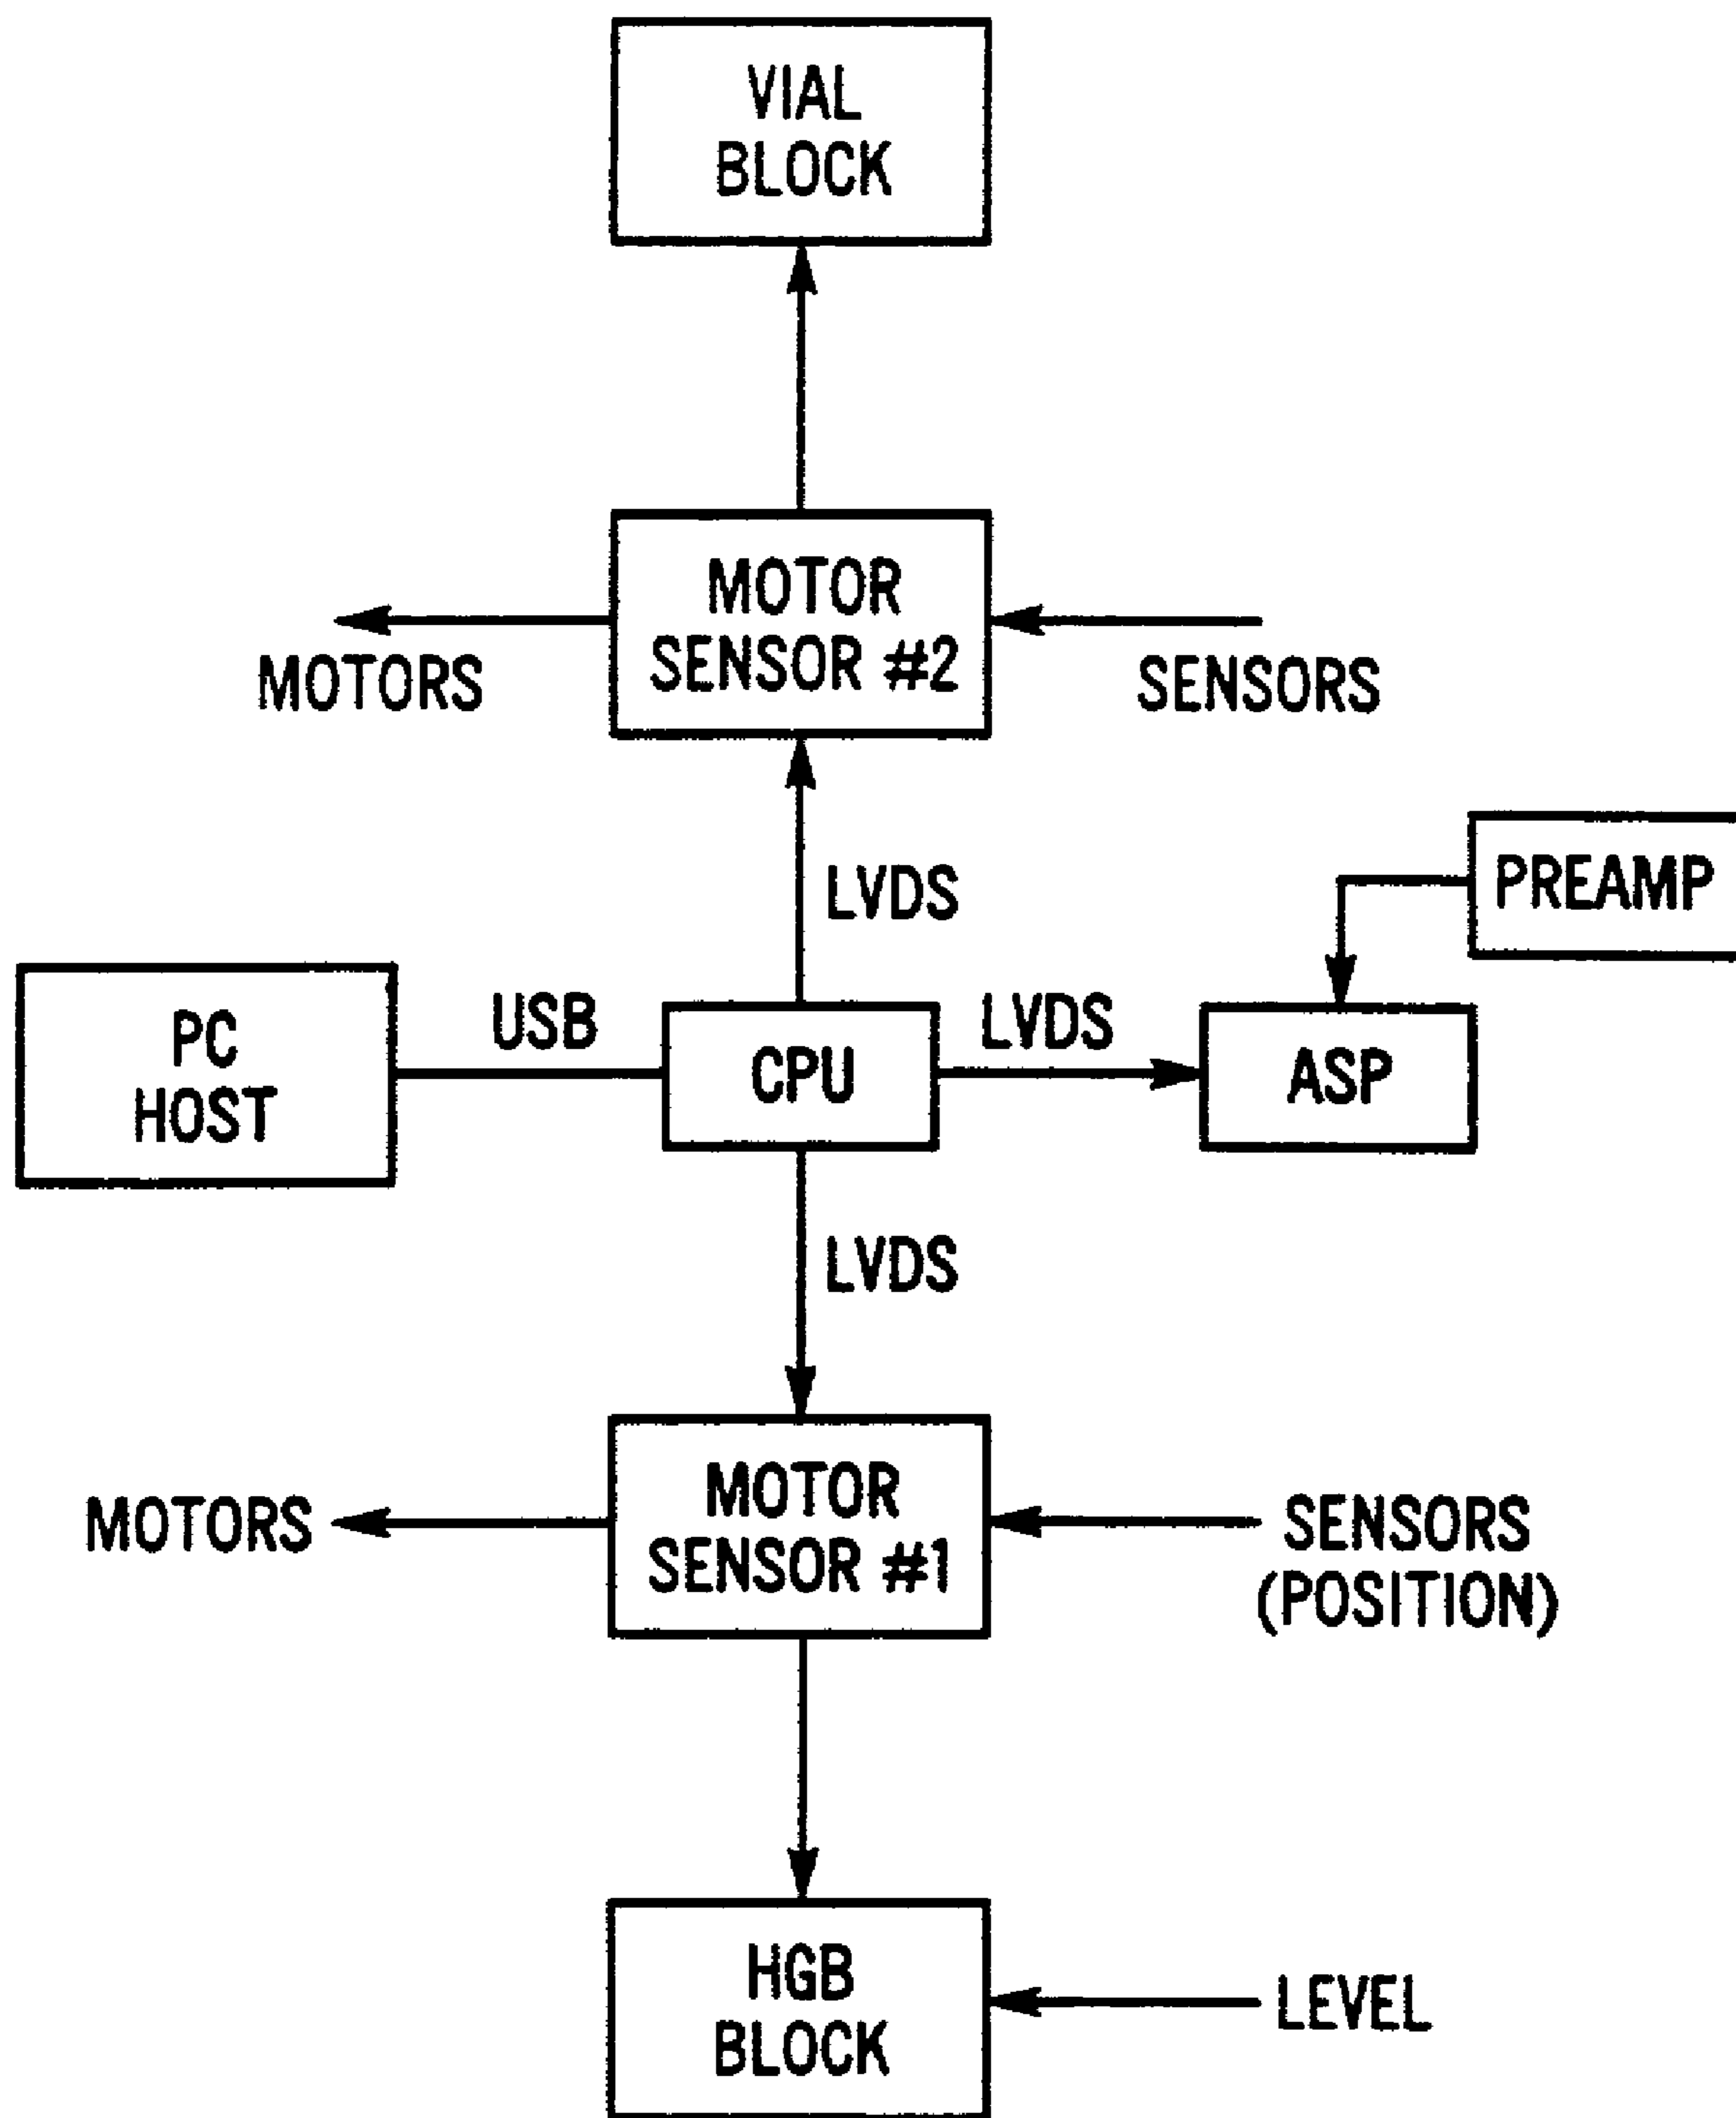 VIAL
BLOCK
MOTOR
SENSOR #2
MOTORS
SENSORS
LVDS
PREAMP
PC
HOST
USB
CPU
LVDS
ASP
LVDS
MOTORS
MOTOR
SENSOR #1
SENSORS
(POSITION)
HGB
BLOCK
LEVEL